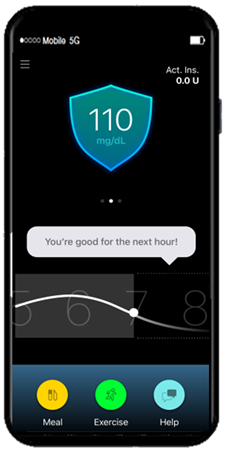 Mobile 5G
Act. Ins.
0.0 U
110
mg/dL
You're good for the next hour!
5 6 7 8
Meal Exercise Help